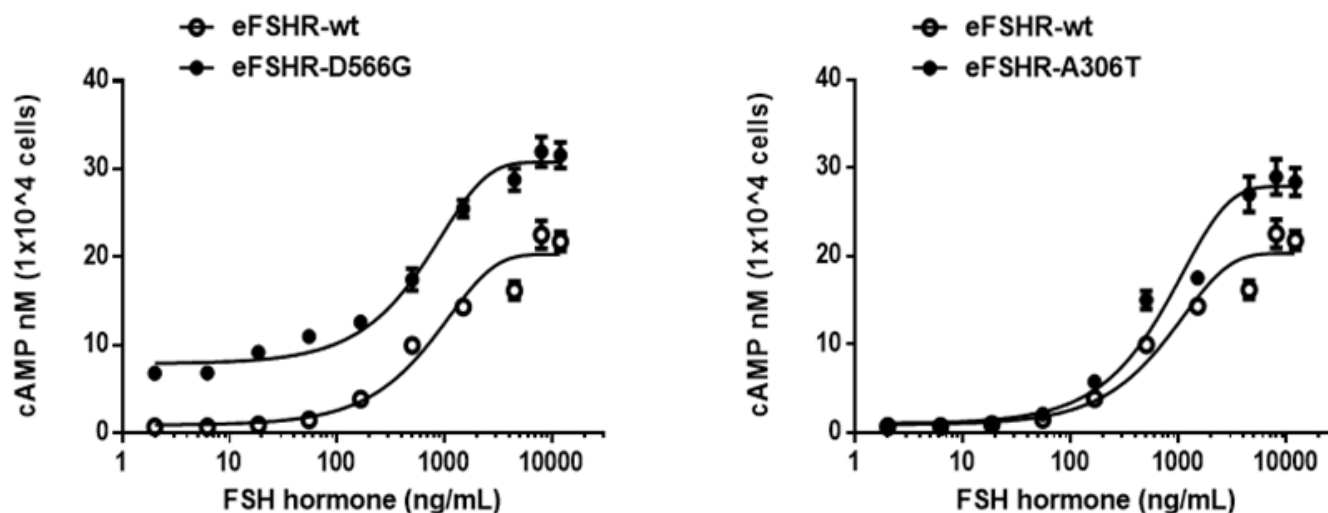 eFSHR-wt
eFSHR-D566G
40
30
20
10
0
cAMP nM (1x10^4 cells)
1 10 100 1000 10000
FSH hormone (ng/mL)
eFSHR-wt
eFSHR-A306T
40
30
20
10
0
cAMP nM (1x10^4 cells)
1 10 100 1000 10000
FSH hormone (ng/mL)